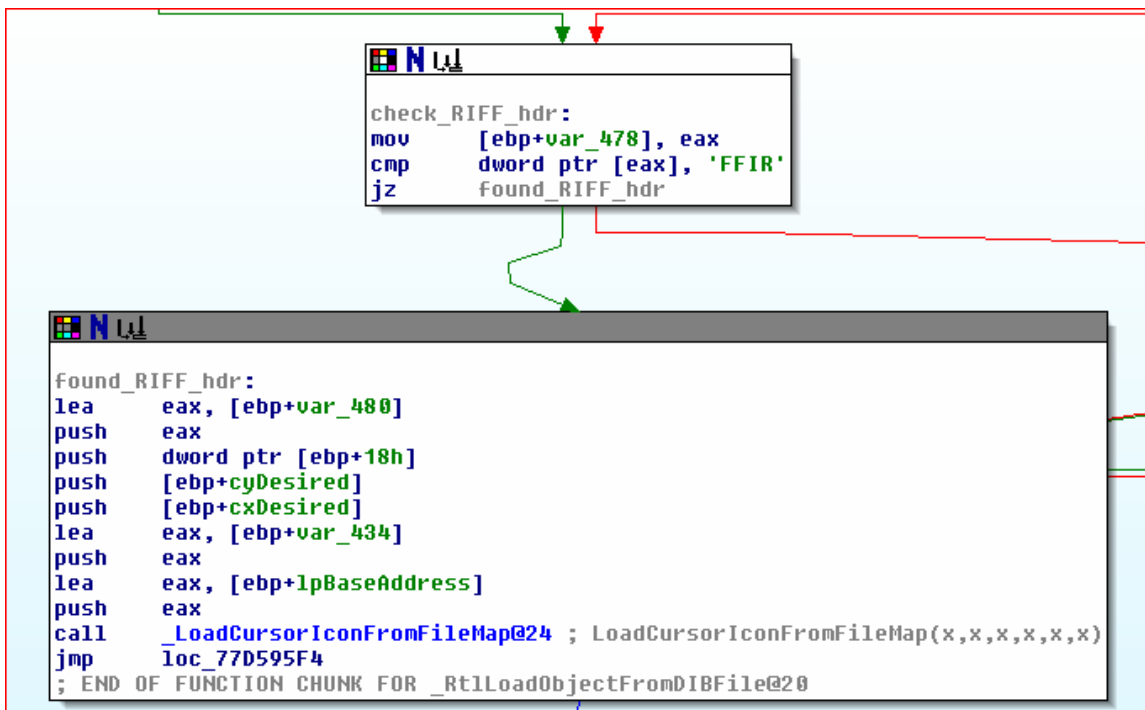 N
check_RIFF_hdr:
mov [ebp+var_478], eax
cmp dword ptr [eax], 'FFIR'
jz found_RIFF_hdr
N
found_RIFF_hdr:
lea eax, [ebp+var_480]
push eax
push dword ptr [ebp+18h]
push [ebp+cyDesired]
push [ebp+cxDesired]
lea eax, [ebp+var_434]
push eax
lea eax, [ebp+lpBaseAddress]
push eax
call _LoadCursorIconFromFileMap@24 ; LoadCursorIconFromFileMap(x,x,x,x,x,x)
jmp loc_77D595F4
; END OF FUNCTION CHUNK FOR _RtlLoadObjectFromDIBFile@20